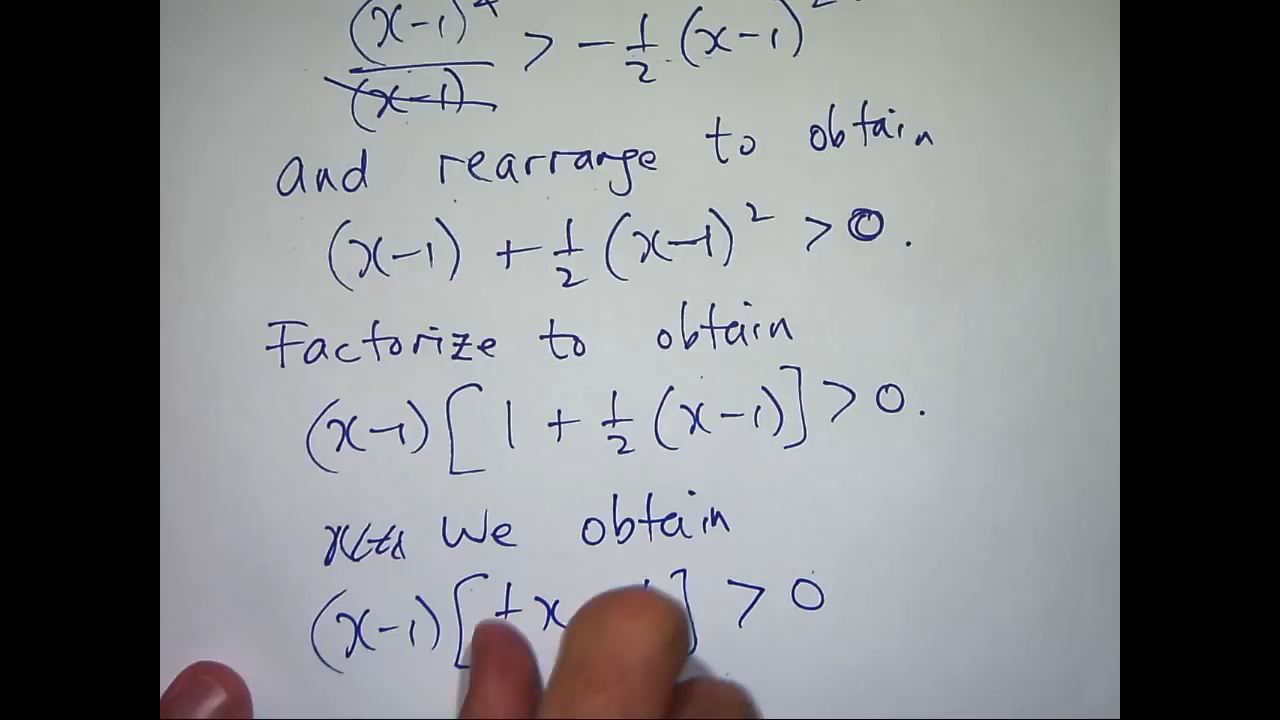 (x-1)² / (x-1) > -1/2 (x-1)²
and rearrange to obtain
(x-1) + 1/2 (x-1)² > 0.
Factorize to obtain
(x-1)[1 + 1/2 (x-1)] > 0.
We obtain
(x-1)[ x ] > 0